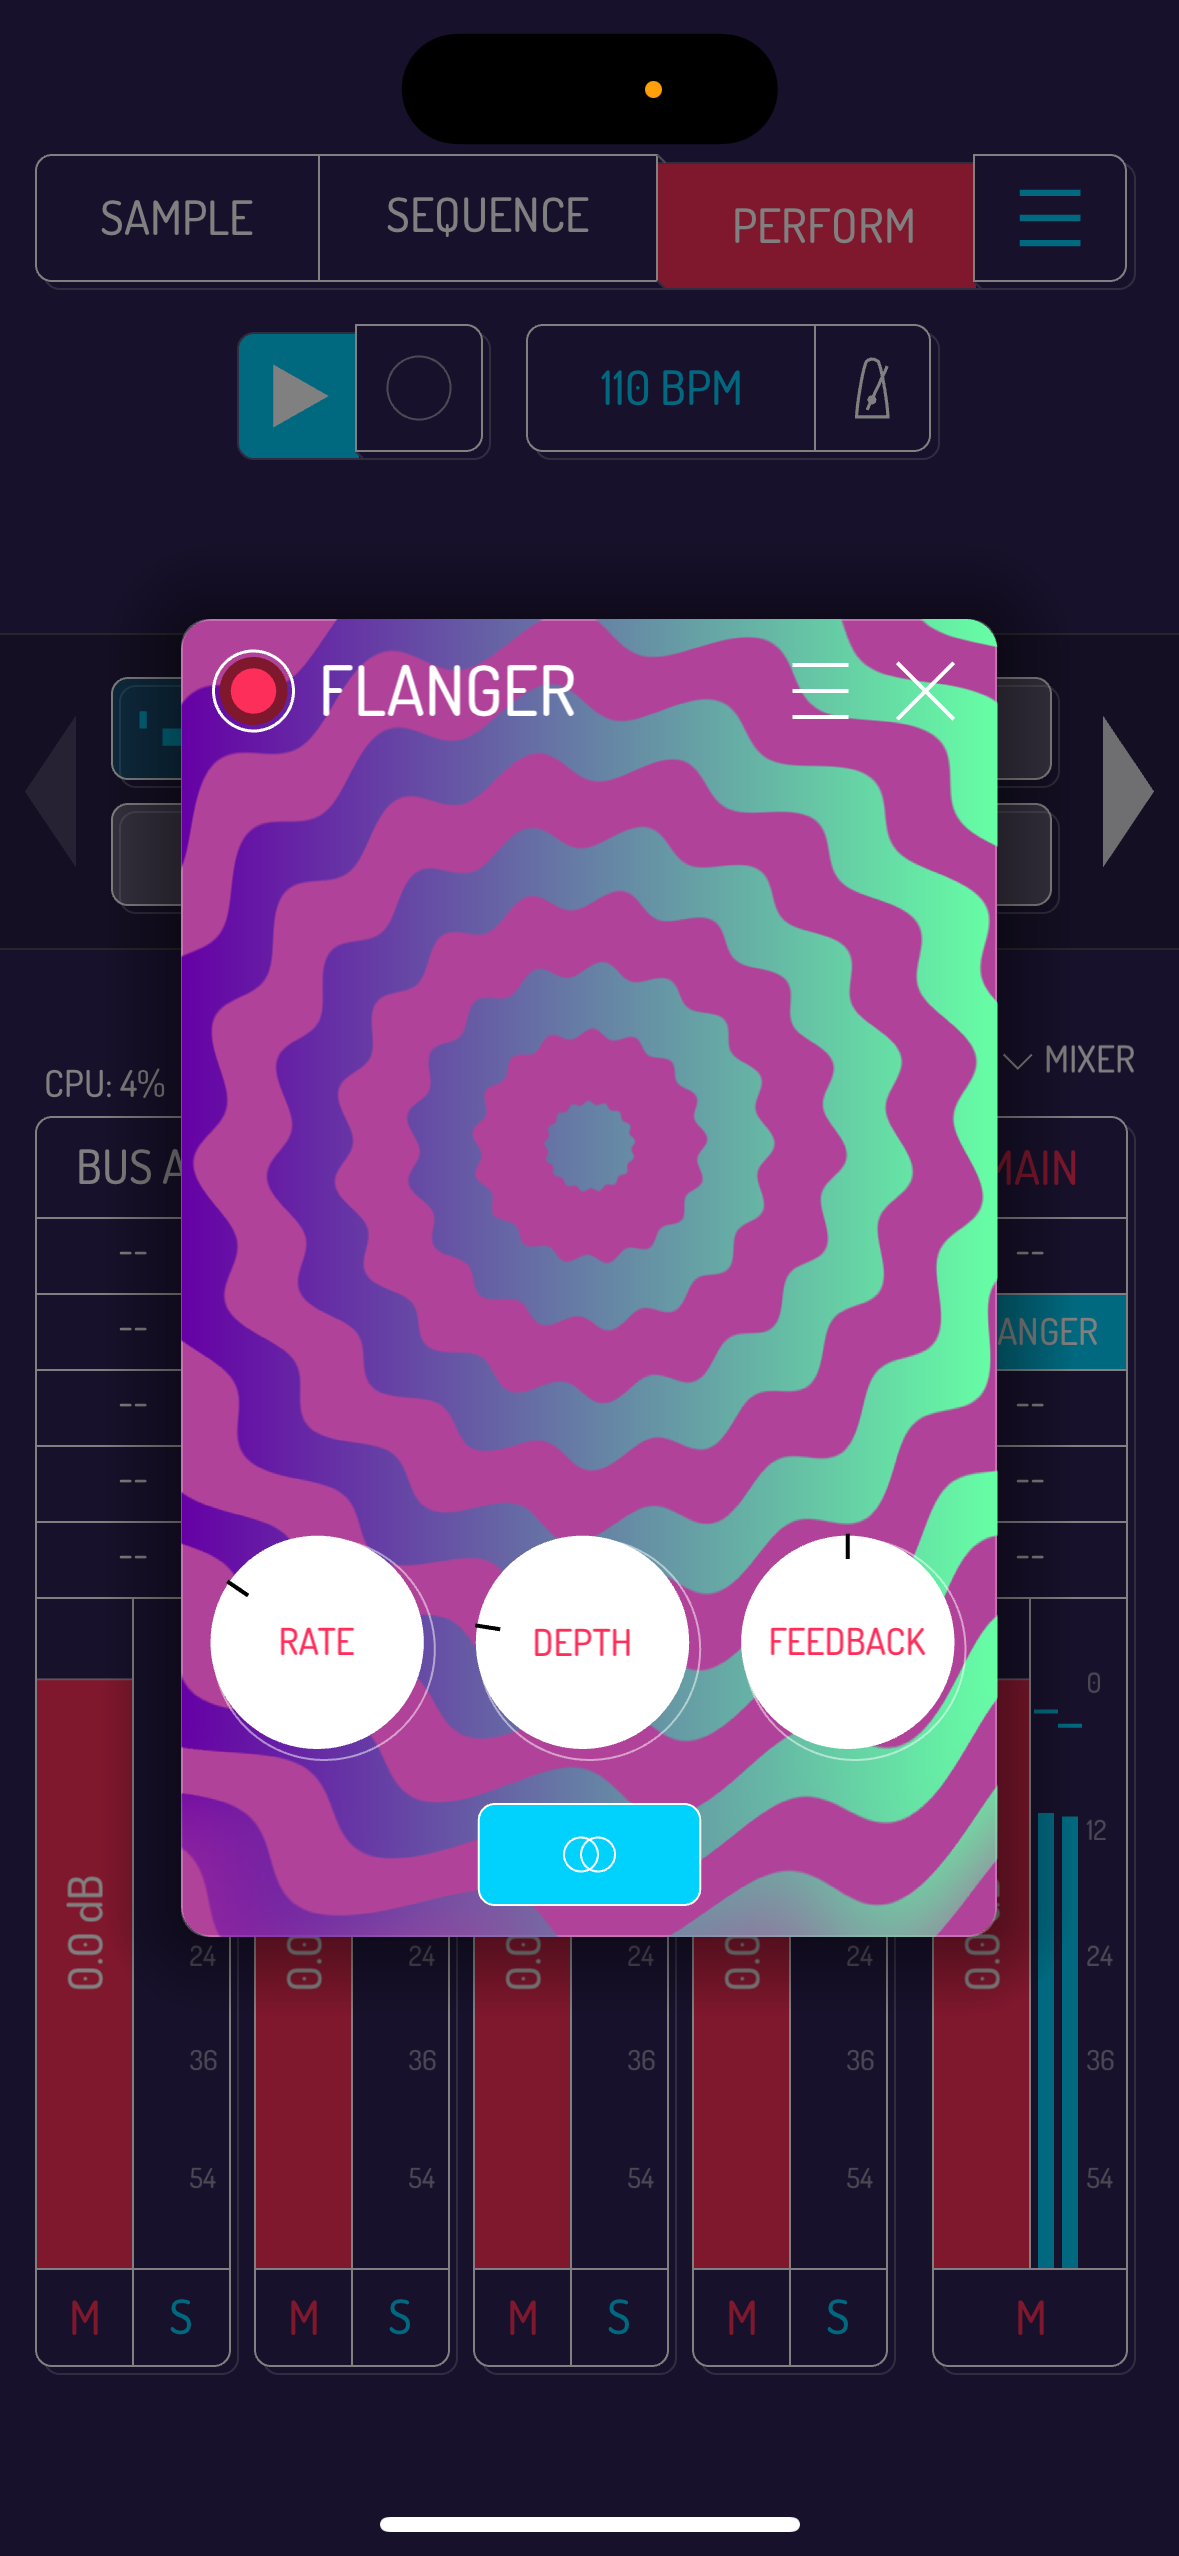 SAMPLE
SEQUENCE
PERFORM
110 BPM
FLANGER
CPU: 4%
MIXER
BUS A
MAIN
--
--
--
ANGER
--
--
--
--
--
--
RATE
DEPTH
FEEDBACK
0
12
0.0 dB
0.0
0.0
0.0
0.0
24
24
24
24
24
36
36
36
36
36
54
54
54
54
54
M
S
M
S
M
S
M
S
M